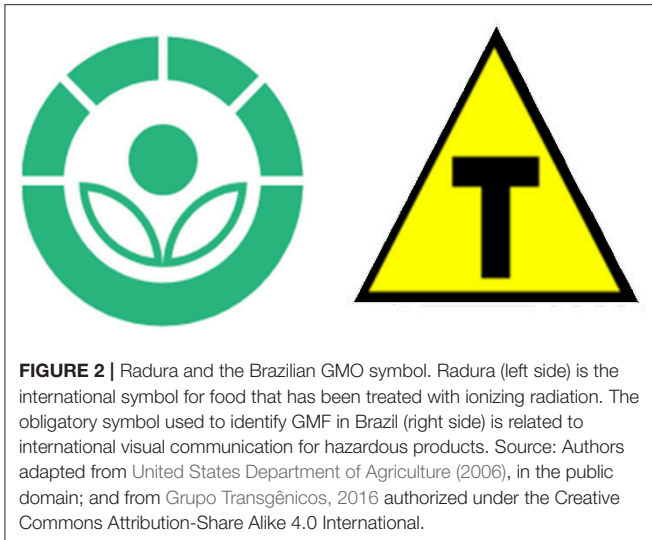 T
FIGURE 2 | Radura and the Brazilian GMO symbol. Radura (left side) is the
international symbol for food that has been treated with ionizing radiation. The
obligatory symbol used to identify GMF in Brazil (right side) is related to
international visual communication for hazardous products. Source: Authors
adapted from United States Department of Agriculture (2006), in the public
domain; and from Grupo Transgênicos, 2016 authorized under the Creative
Commons Attribution-Share Alike 4.0 International.